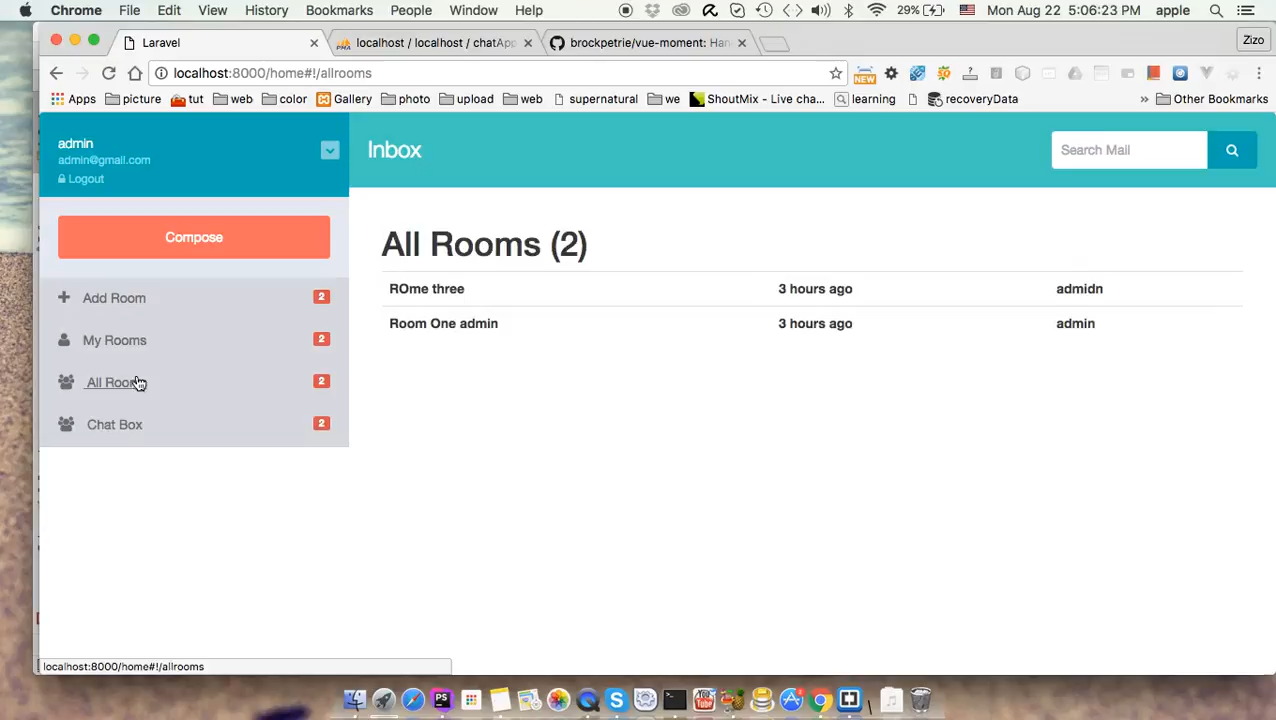 Chrome File Edit View History Bookmarks People Window Help 29% Mon Aug 22 5:06:23 PM apple
Laravel localhost / localhost / chatApp brockpetrie/vue-moment: Han Zizo
localhost:8000/home#!/allrooms NEW
Apps picture tut web color Gallery photo upload web supernatural we ShoutMix - Live cha... learning recoveryData » Other Bookmarks
admin
admin@gmail.com
Logout
Inbox
Search Mail
Compose
Add Room 2
My Rooms 2
All Room 2
Chat Box 2
All Rooms (2)
ROme three 3 hours ago admidn
Room One admin 3 hours ago admin
localhost:8000/home#!/allrooms